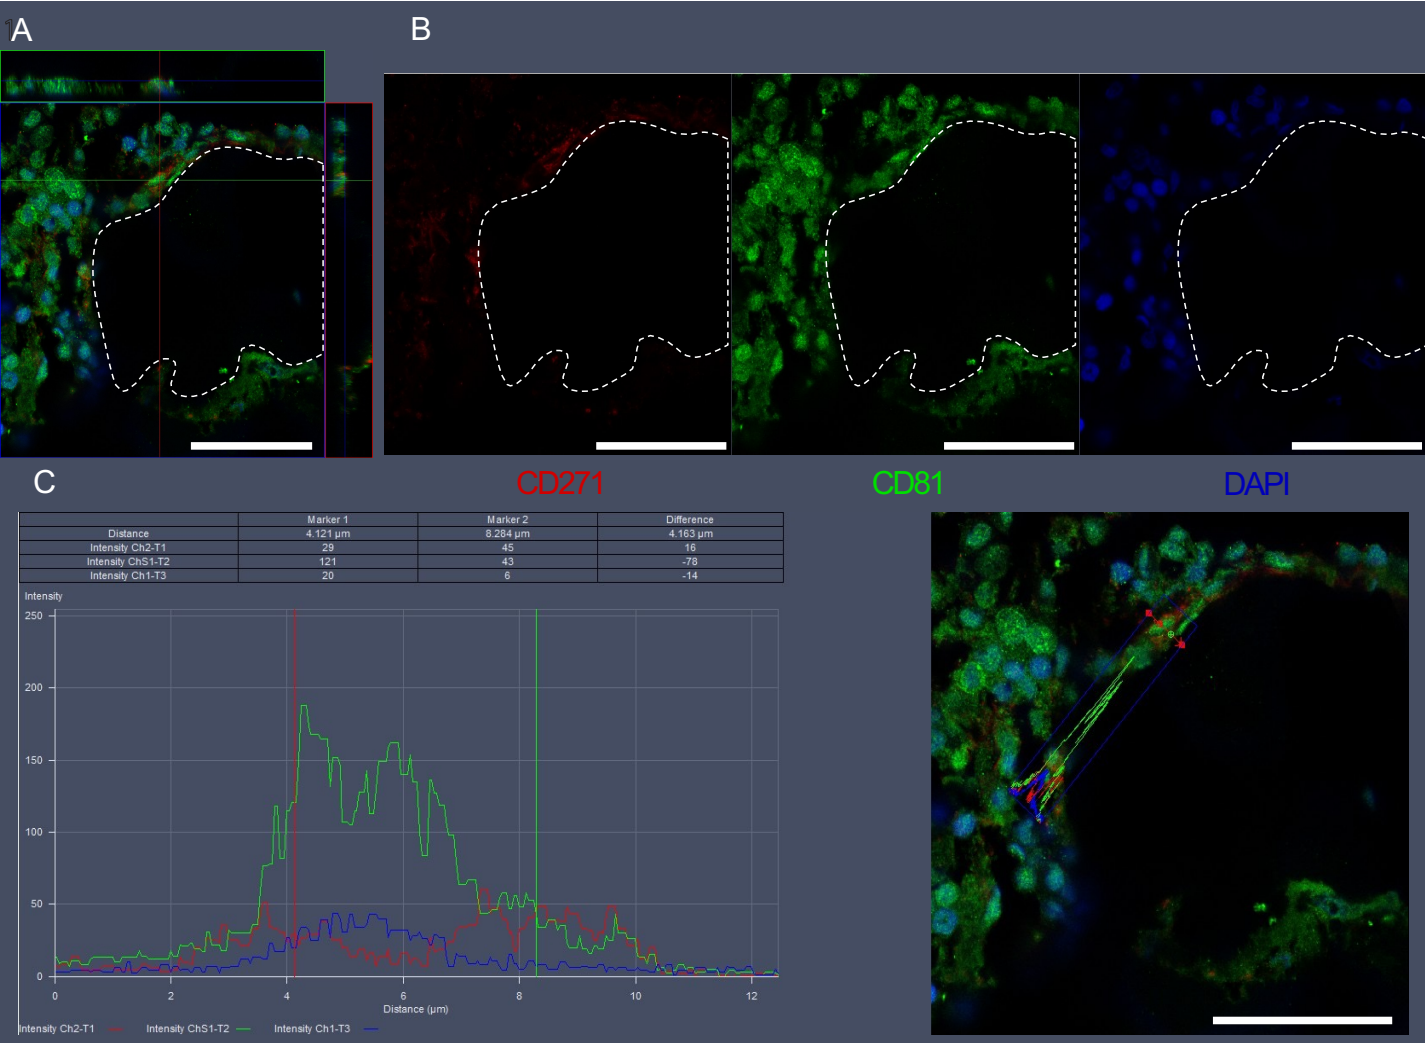 1A
B
C
CD271
CD81
DAPI
Marker 1 Marker 2 Difference
Distance 4.121 µm 8.284 µm 4.163 µm
Intensity Ch2-T1 29 45 16
Intensity ChS1-T2 121 43 -78
Intensity Ch1-T3 20 6 -14
Intensity
250
200
150
100
50
0
0 2 4 6 8 10 12
Distance (µm)
Intensity Ch2-T1 Intensity ChS1-T2 Intensity Ch1-T3